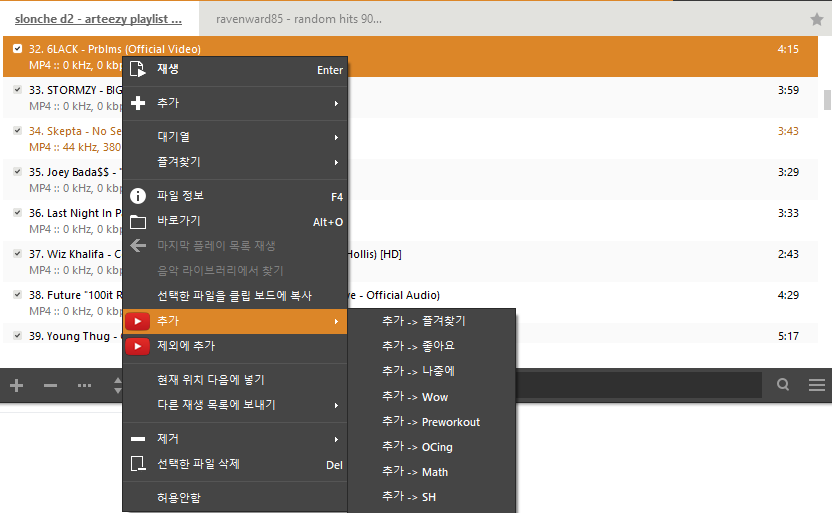 slonche d2 - arteezy playlist ...
ravenward85 - random hits 90...
32. 6LACK - Prblms (Official Video)
4:15
MP4 :: 0 kHz, 0 kbp
33. STORMZY - BIG
3:59
MP4 :: 0 kHz, 0 kbp
34. Skepta - No Se
3:43
MP4 :: 44 kHz, 380
35. Joey Bada$$ - "
3:29
MP4 :: 0 kHz, 0 kbp
36. Last Night In P
3:33
MP4 :: 0 kHz, 0 kbp
37. Wiz Khalifa - C
Hollis) [HD]
2:43
MP4 :: 0 kHz, 0 kbp
38. Future "100it R
ve - Official Audio)
4:29
MP4 :: 0 kHz, 0 kbp
39. Young Thug -
5:17
재생 Enter
추가
대기열
즐겨찾기
파일 정보 F4
바로가기 Alt+O
마지막 플레이 목록 재생
음악 라이브러리에서 찾기
선택한 파일을 클립 보드에 복사
추가
제외에 추가
현재 위치 다음에 넣기
다른 재생 목록에 보내기
제거
선택한 파일 삭제 Del
허용안함
추가 -> 즐겨찾기
추가 -> 좋아요
추가 -> 나중에
추가 -> Wow
추가 -> Preworkout
추가 -> OCing
추가 -> Math
추가 -> SH